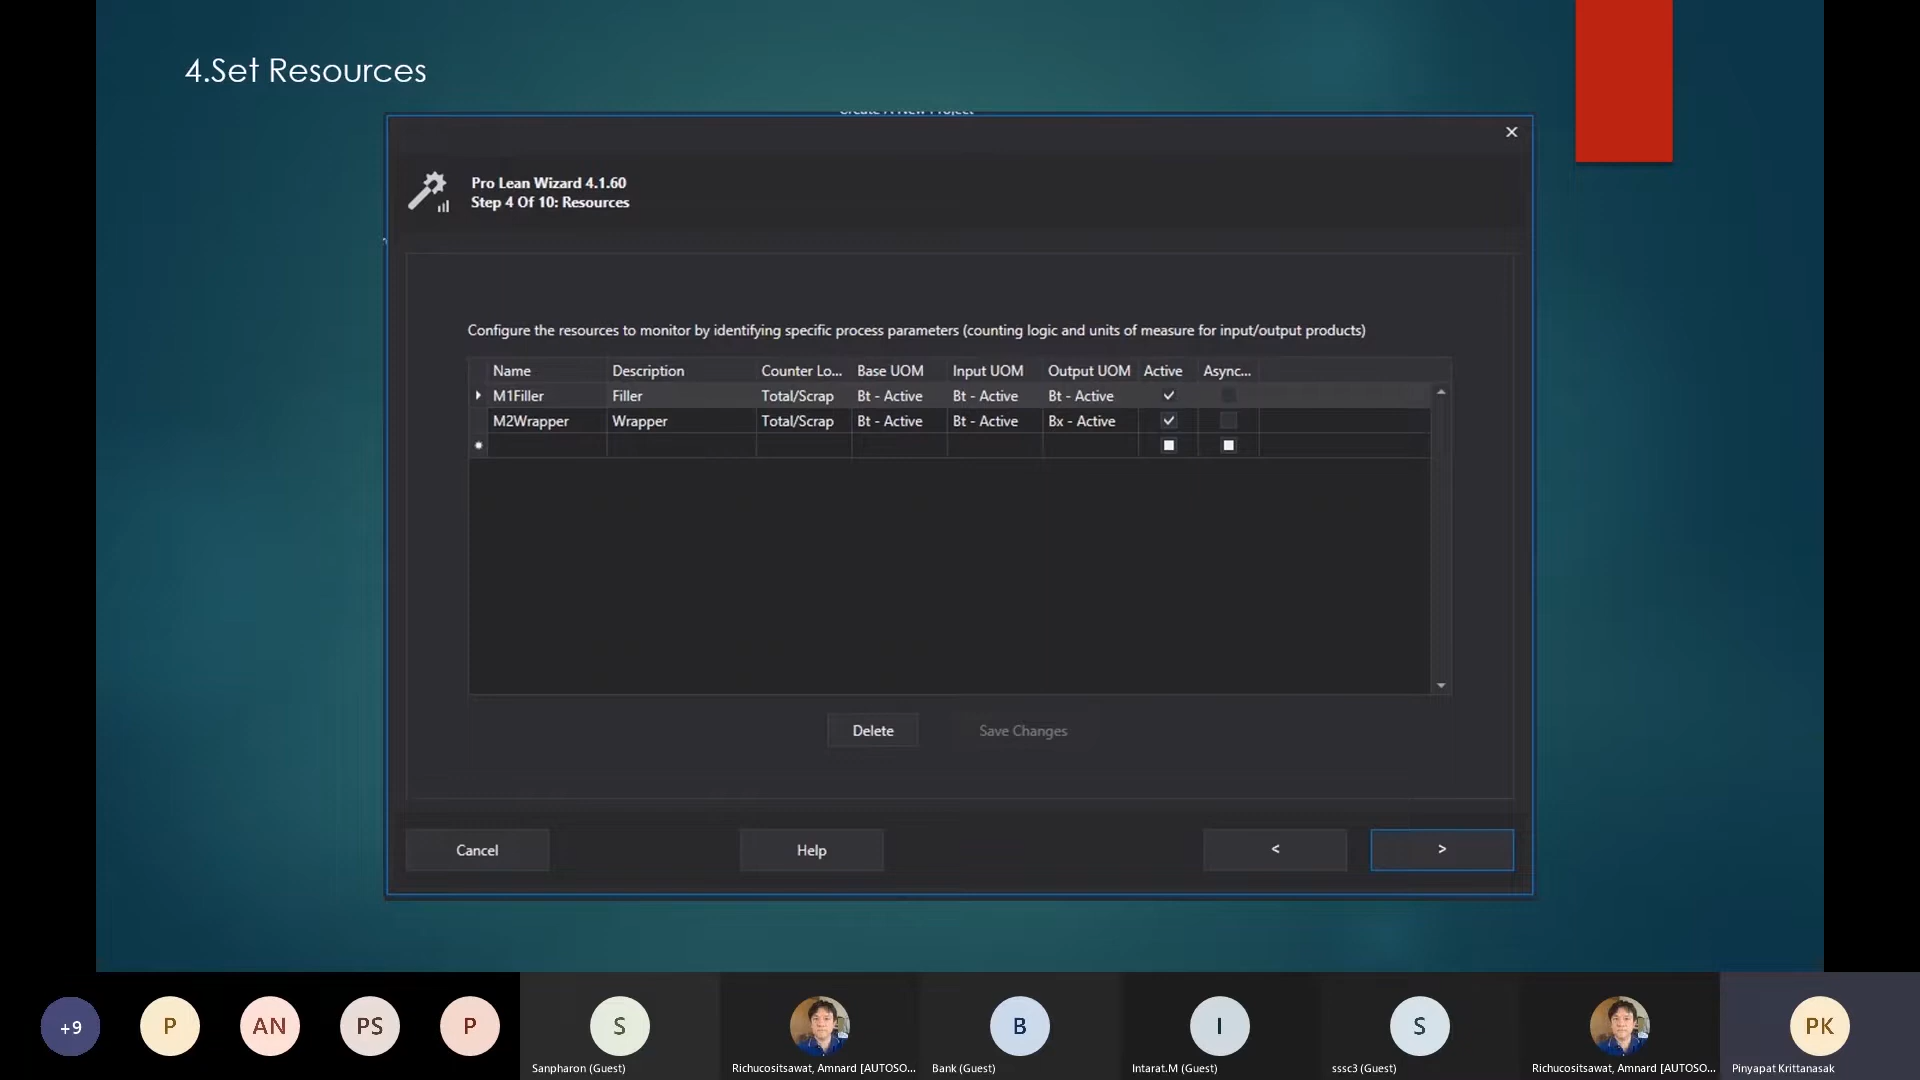 4.Set Resources
Create A New Project
Pro Lean Wizard 4.1.60
Step 4 Of 10: Resources
Configure the resources to monitor by identifying specific process parameters (counting logic and units of measure for input/output products)
Name Description Counter Lo... Base UOM Input UOM Output UOM Active Async...
M1Filler Filler Total/Scrap Bt - Active Bt - Active Bt - Active
M2Wrapper Wrapper Total/Scrap Bt - Active Bt - Active Bx - Active
Delete Save Changes
Cancel Help < >
+9 P AN PS P S B I S PK
Sanpharon (Guest) Richucositsawat, Amnard [AUTOSO... Bank (Guest) Intarat.M (Guest) sssc3 (Guest) Richucositsawat, Amnard [AUTOSO... Pinyapat Krittanasak